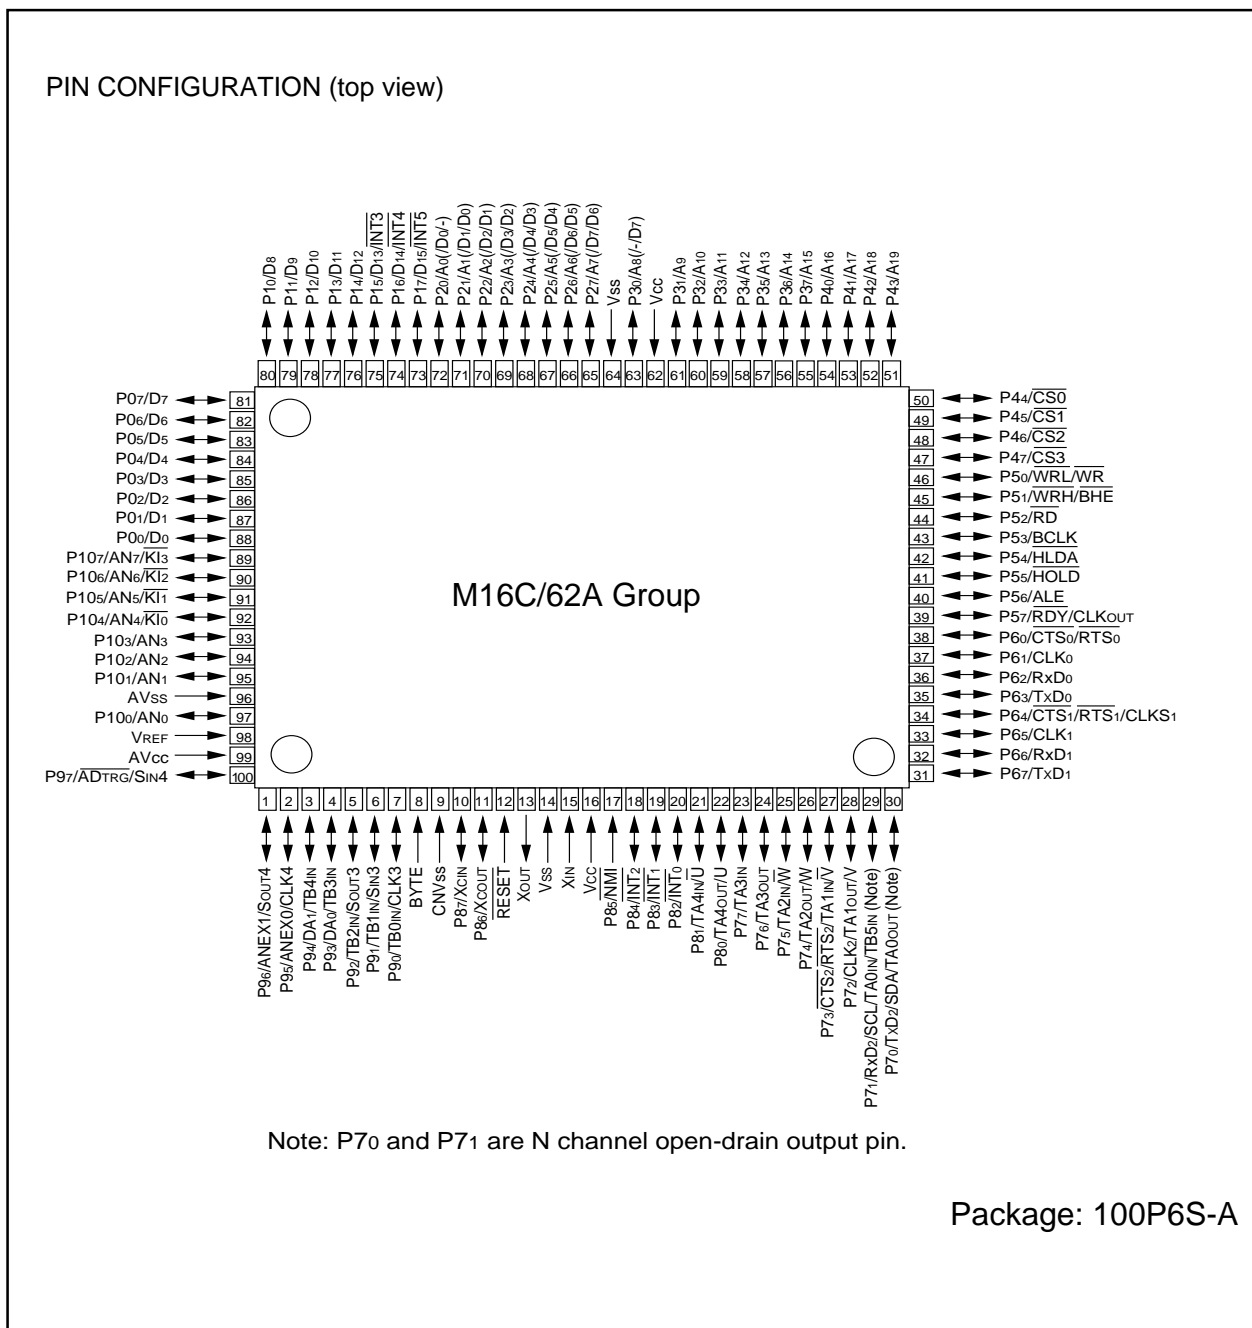 PIN CONFIGURATION (top view)
P10/D8
P11/D9
P12/D10
P13/D11
P14/D12
P15/D13/INT3
P16/D14/INT4
P17/D15/INT5
P20/A0(/D0/-)
P21/A1(/D1/D0)
P22/A2(/D2/D1)
P23/A3(/D3/D2)
P24/A4(/D4/D3)
P25/A5(/D5/D4)
P26/A6(/D6/D5)
P27/A7(/D7/D6)
Vss
P30/A8(/-/D7)
Vcc
P31/A9
P32/A10
P33/A11
P34/A12
P35/A13
P36/A14
P37/A15
P40/A16
P41/A17
P42/A18
P43/A19
80 79 78 77 76 75 74 73 72 71 70 69 68 67 66 65 64 63 62 61 60 59 58 57 56 55 54 53 52 51
P07/D7 81
P06/D6 82
P05/D5 83
P04/D4 84
P03/D3 85
P02/D2 86
P01/D1 87
P00/D0 88
P107/AN7/KI3 89
P106/AN6/KI2 90
P105/AN5/KI1 91
P104/AN4/KI0 92
P103/AN3 93
P102/AN2 94
P101/AN1 95
AVSS 96
P100/AN0 97
VREF 98
AVcc 99
P97/ADTRG/SIN4 100
M16C/62A Group
50 P44/CS0
49 P45/CS1
48 P46/CS2
47 P47/CS3
46 P50/WRL/WR
45 P51/WRH/BHE
44 P52/RD
43 P53/BCLK
42 P54/HLDA
41 P55/HOLD
40 P56/ALE
39 P57/RDY/CLKOUT
38 P60/CTS0/RTS0
37 P61/CLK0
36 P62/RxD0
35 P63/TXD0
34 P64/CTS1/RTS1/CLKS1
33 P65/CLK1
32 P66/RxD1
31 P67/TXD1
1 2 3 4 5 6 7 8 9 10 11 12 13 14 15 16 17 18 19 20 21 22 23 24 25 26 27 28 29 30
P96/ANEX1/SOUT4
P95/ANEX0/CLK4
P94/DA1/TB4IN
P93/DA0/TB3IN
P92/TB2IN/SOUT3
P91/TB1IN/SIN3
P90/TB0IN/CLK3
BYTE
CNVss
P87/XCIN
P86/XCOUT
RESET
XOUT
Vss
XIN
Vcc
P85/NMI
P84/INT2
P83/INT1
P82/INT0
P81/TA4IN/U
P80/TA4OUT/U
P77/TA3IN
P76/TA3OUT
P75/TA2IN/W
P74/TA2OUT/W
P73/CTS2/RTS2/TA1IN/V
P72/CLK2/TA1OUT/V
P71/RxD2/SCL/TA0IN/TB5IN (Note)
P70/TXD2/SDA/TA0OUT (Note)
Note: P70 and P71 are N channel open-drain output pin.
Package: 100P6S-A